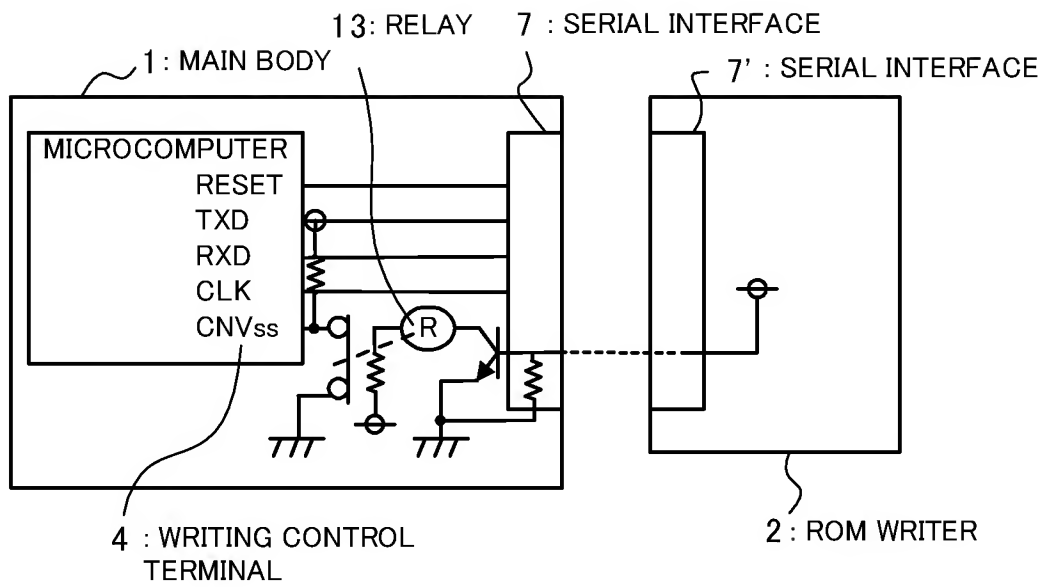 13: RELAY
7 : SERIAL INTERFACE
1: MAIN BODY
7' : SERIAL INTERFACE
MICROCOMPUTER
RESET
TXD
RXD
CLK
CNVss
R
4 : WRITING CONTROL
TERMINAL
2: ROM WRITER